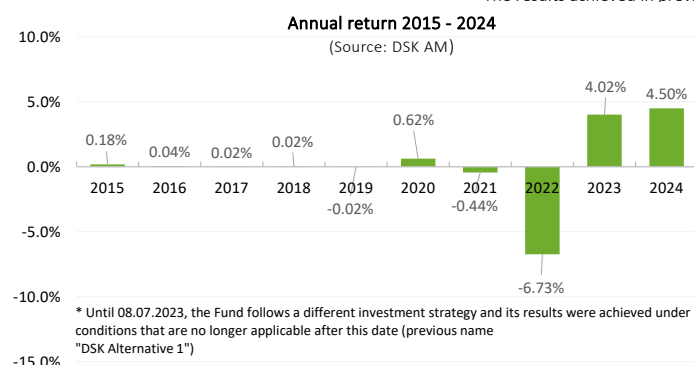 Annual return 2015 - 2024
(Source: DSK AM)
10.0%
5.0%
0.0%
-5.0%
-10.0%
-15.0%
0.18%
0.04%
0.02%
0.02%
-0.02%
0.62%
-0.44%
-6.73%
4.02%
4.50%
2015 2016 2017 2018 2019 2020 2021 2022 2023 2024
* Until 08.07.2023, the Fund follows a different investment strategy and its results were achieved under
conditions that are no longer applicable after this date (previous name
"DSK Alternative 1")